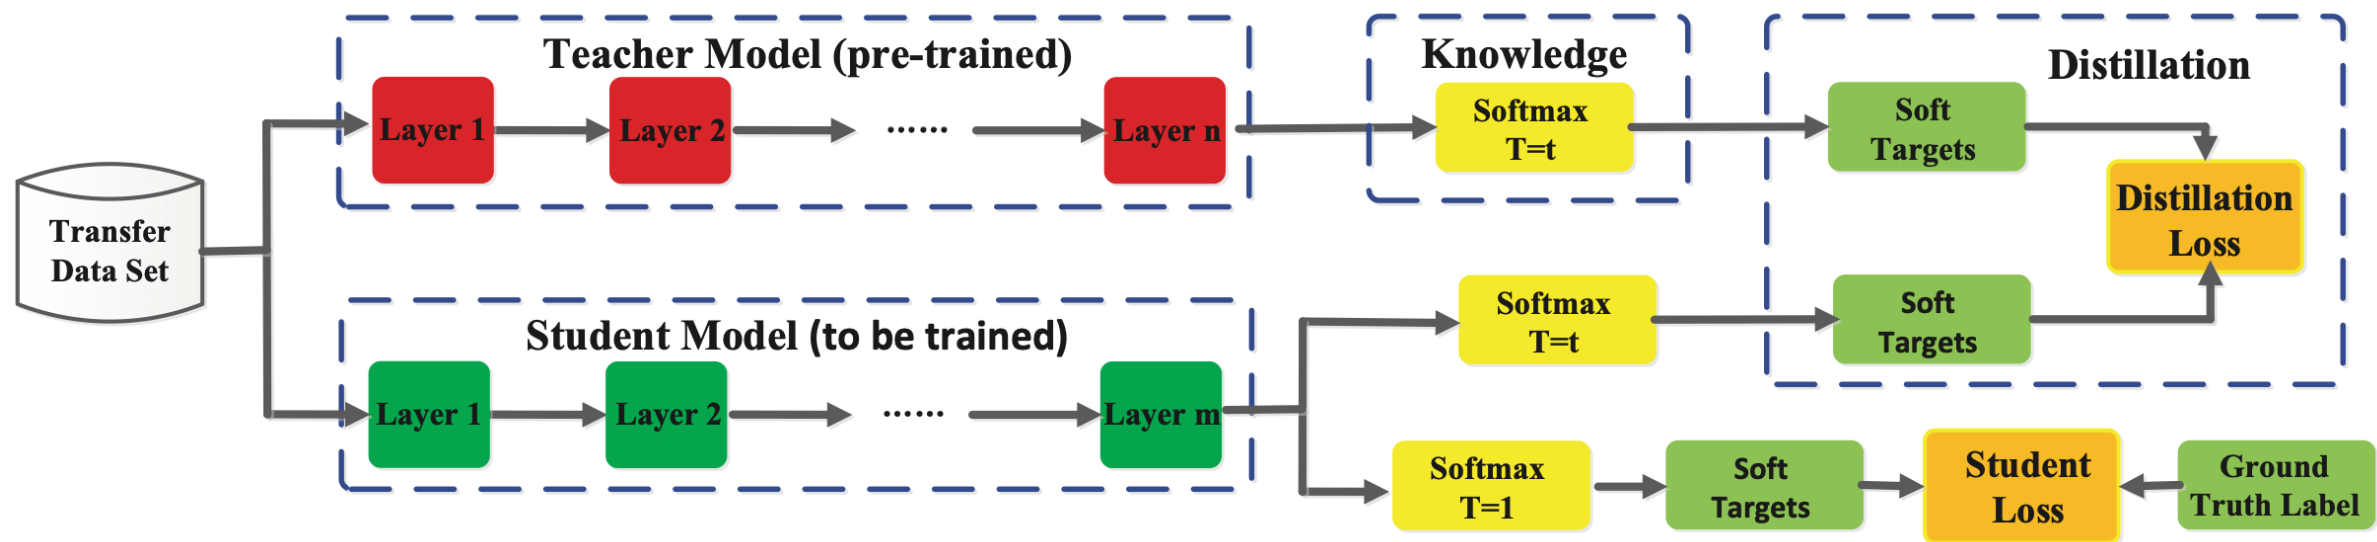 Teacher Model (pre-trained)
Layer 1
Layer 2
......
Layer n
Knowledge
Softmax
T=t
Distillation
Soft
Targets
Distillation
Loss
Transfer
Data Set
Student Model (to be trained)
Layer 1
Layer 2
......
Layer m
Softmax
T=t
Soft
Targets
Softmax
T=1
Soft
Targets
Student
Loss
Ground
Truth Label